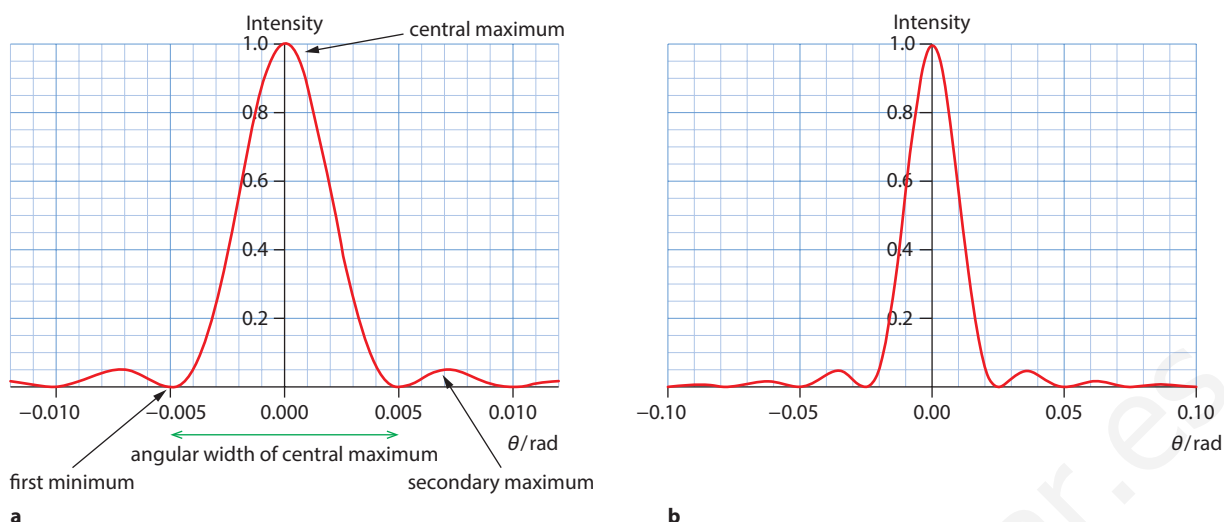 Intensity
central maximum
1.0
0.8
0.6
0.4
0.2
−0.010
−0.005
0.000
0.005
0.010
θ/rad
angular width of central maximum
first minimum
secondary maximum
a
Intensity
1.0
0.8
0.6
0.4
0.2
−0.10
−0.05
0.00
0.05
0.10
θ/rad
b
er.es